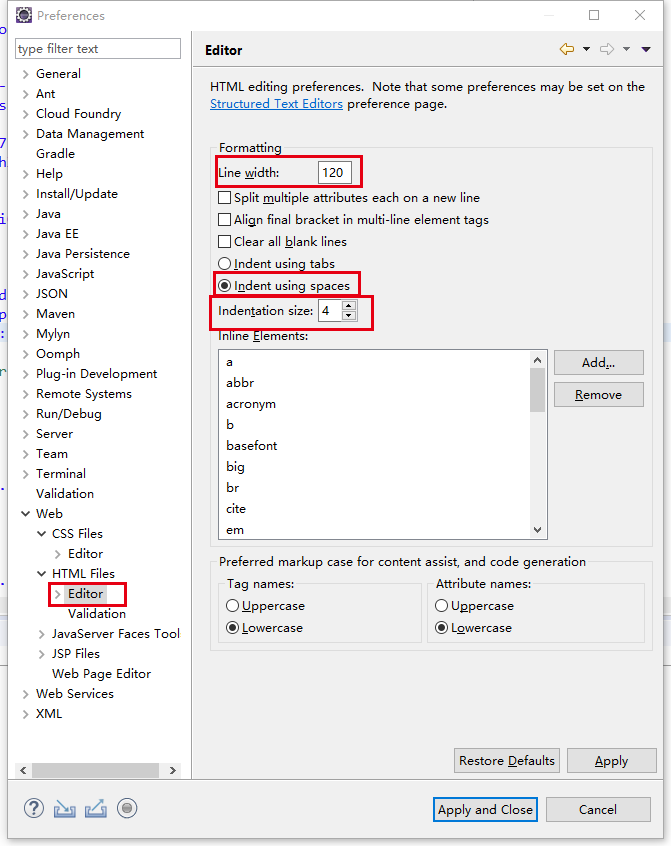 Preferences
type filter text
General
Ant
Cloud Foundry
Data Management
Gradle
Help
Install/Update
Java
Java EE
Java Persistence
JavaScript
JSON
Maven
Mylyn
Oomph
Plug-in Development
Remote Systems
Run/Debug
Server
Team
Terminal
Validation
Web
CSS Files
Editor
HTML Files
Editor
Validation
JavaServer Faces Tool
JSP Files
Web Page Editor
Web Services
XML
Editor
HTML editing preferences.  Note that some preferences may be set on the
Structured Text Editors preference page.
Formatting
Line width: 120
Split multiple attributes each on a new line
Align final bracket in multi-line element tags
Clear all blank lines
Indent using tabs
Indent using spaces
Indentation size: 4
Inline Elements:
a
abbr
acronym
b
basefont
big
br
cite
em
Add...
Remove
Preferred markup case for content assist, and code generation
Tag names:
Uppercase
Lowercase
Attribute names:
Uppercase
Lowercase
Restore Defaults
Apply
?
Apply and Close
Cancel